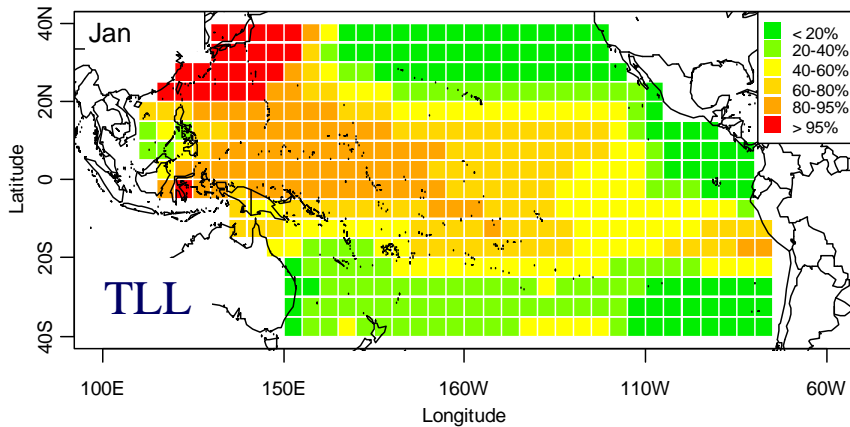 Jan
40N
20N
0
20S
40S
Latitude
< 20%
20-40%
40-60%
60-80%
80-95%
> 95%
TLL
100E 150E 160W 110W 60W
Longitude